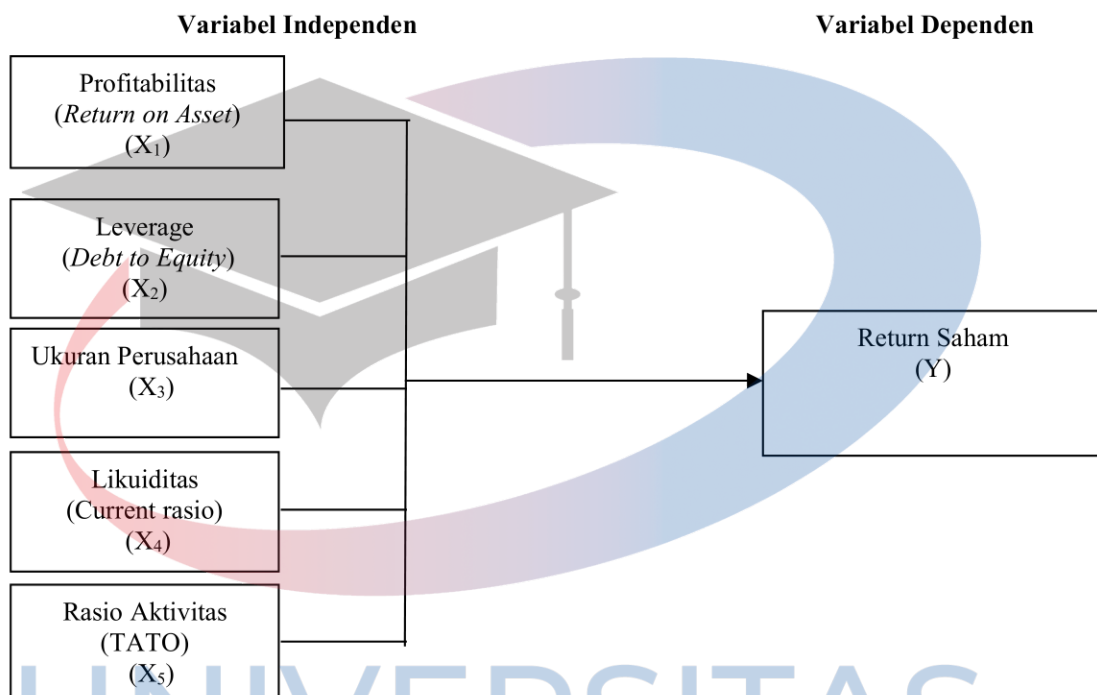 Variabel Independen
Variabel Dependen
Profitabilitas
(Return on Asset)
(X₁)
Leverage
(Debt to Equity)
(X₂)
Ukuran Perusahaan
(X₃)
Likuiditas
(Current rasio)
(X₄)
Rasio Aktivitas
(TATO)
(X₅)
Return Saham
(Y)
UNIVERSITAS